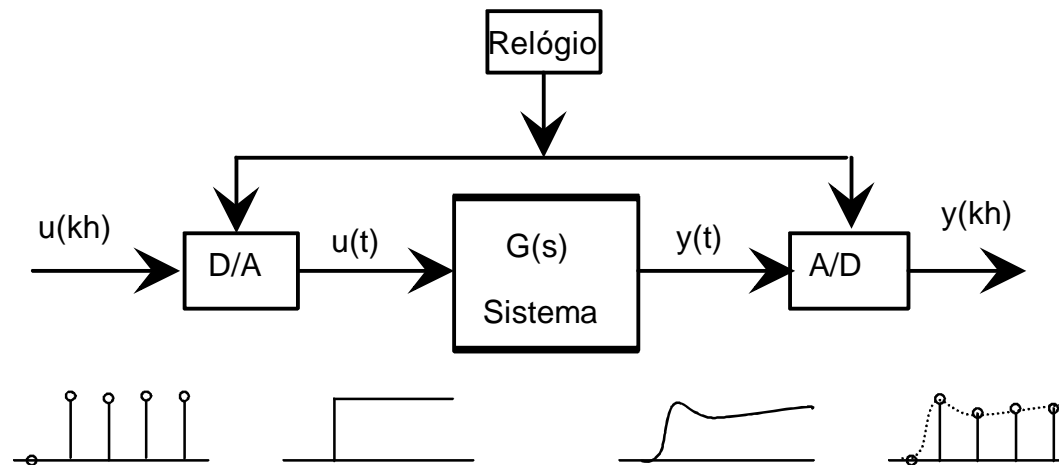 Relógio
u(kh)
D/A
u(t)
G(s)
Sistema
y(t)
A/D
y(kh)